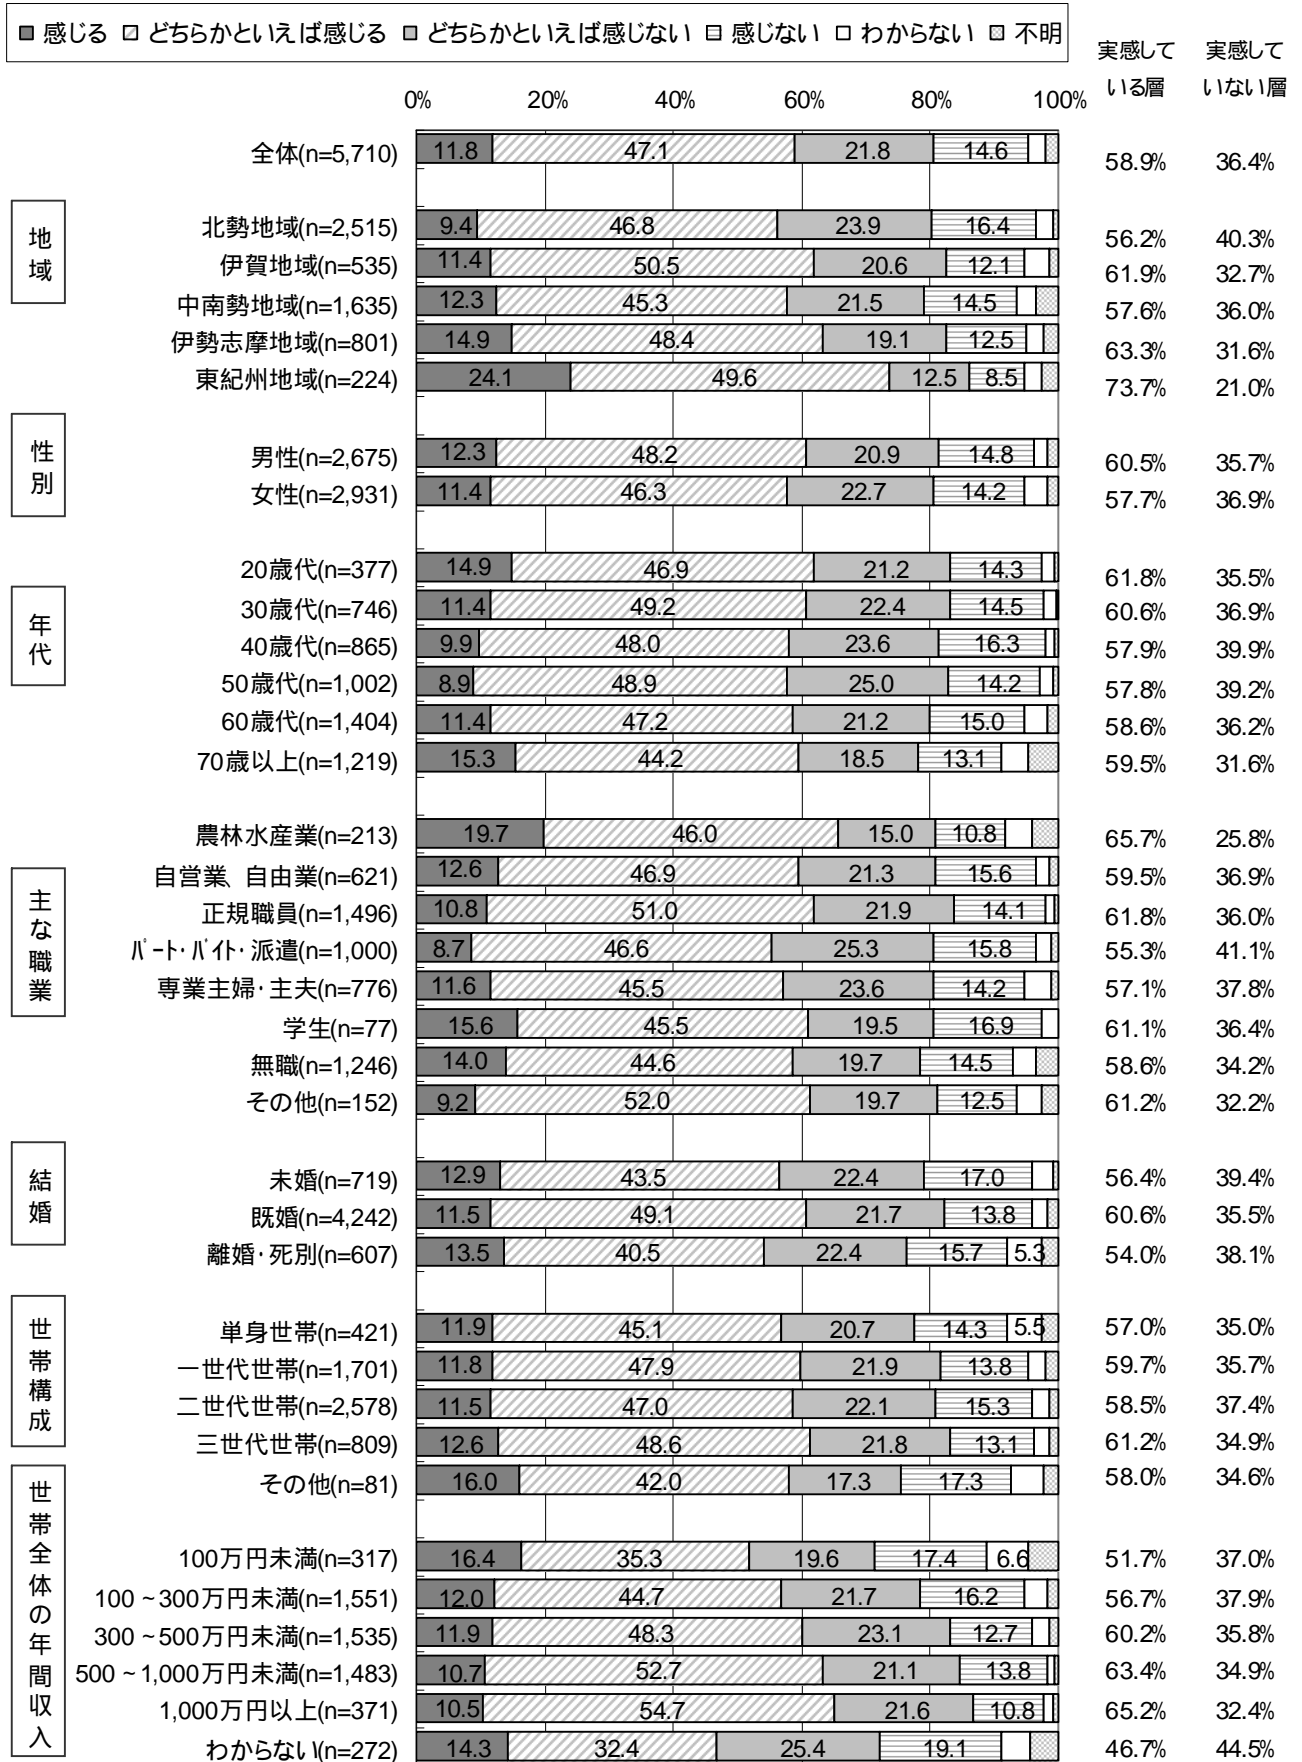 感じる どちらかといえば感じる どちらかといえば感じない 感じない わからない 不明
実感して いる層 実感して いない層
0% 20% 40% 60% 80% 100%
全体(n=5,710) 11.8 47.1 21.8 14.6 58.9% 36.4%
地域
北勢地域(n=2,515) 9.4 46.8 23.9 16.4 56.2% 40.3%
伊賀地域(n=535) 11.4 50.5 20.6 12.1 61.9% 32.7%
中南勢地域(n=1,635) 12.3 45.3 21.5 14.5 57.6% 36.0%
伊勢志摩地域(n=801) 14.9 48.4 19.1 12.5 63.3% 31.6%
東紀州地域(n=224) 24.1 49.6 12.5 8.5 73.7% 21.0%
性別
男性(n=2,675) 12.3 48.2 20.9 14.8 60.5% 35.7%
女性(n=2,931) 11.4 46.3 22.7 14.2 57.7% 36.9%
年代
20歳代(n=377) 14.9 46.9 21.2 14.3 61.8% 35.5%
30歳代(n=746) 11.4 49.2 22.4 14.5 60.6% 36.9%
40歳代(n=865) 9.9 48.0 23.6 16.3 57.9% 39.9%
50歳代(n=1,002) 8.9 48.9 25.0 14.2 57.8% 39.2%
60歳代(n=1,404) 11.4 47.2 21.2 15.0 58.6% 36.2%
70歳以上(n=1,219) 15.3 44.2 18.5 13.1 59.5% 31.6%
主な職業
農林水産業(n=213) 19.7 46.0 15.0 10.8 65.7% 25.8%
自営業、自由業(n=621) 12.6 46.9 21.3 15.6 59.5% 36.9%
正規職員(n=1,496) 10.8 51.0 21.9 14.1 61.8% 36.0%
ﾊﾟｰﾄ･ﾊﾞｲﾄ･派遣(n=1,000) 8.7 46.6 25.3 15.8 55.3% 41.1%
専業主婦･主夫(n=776) 11.6 45.5 23.6 14.2 57.1% 37.8%
学生(n=77) 15.6 45.5 19.5 16.9 61.1% 36.4%
無職(n=1,246) 14.0 44.6 19.7 14.5 58.6% 34.2%
その他(n=152) 9.2 52.0 19.7 12.5 61.2% 32.2%
結婚
未婚(n=719) 12.9 43.5 22.4 17.0 56.4% 39.4%
既婚(n=4,242) 11.5 49.1 21.7 13.8 60.6% 35.5%
離婚･死別(n=607) 13.5 40.5 22.4 15.7 5.3 54.0% 38.1%
世帯構成
単身世帯(n=421) 11.9 45.1 20.7 14.3 5.5 57.0% 35.0%
一世代世帯(n=1,701) 11.8 47.9 21.9 13.8 59.7% 35.7%
二世代世帯(n=2,578) 11.5 47.0 22.1 15.3 58.5% 37.4%
三世代世帯(n=809) 12.6 48.6 21.8 13.1 61.2% 34.9%
その他(n=81) 16.0 42.0 17.3 17.3 58.0% 34.6%
世帯全体の年間収入
100万円未満(n=317) 16.4 35.3 19.6 17.4 6.6 51.7% 37.0%
100～300万円未満(n=1,551) 12.0 44.7 21.7 16.2 56.7% 37.9%
300～500万円未満(n=1,535) 11.9 48.3 23.1 12.7 60.2% 35.8%
500～1,000万円未満(n=1,483) 10.7 52.7 21.1 13.8 63.4% 34.9%
1,000万円以上(n=371) 10.5 54.7 21.6 10.8 65.2% 32.4%
わからない(n=272) 14.3 32.4 25.4 19.1 46.7% 44.5%